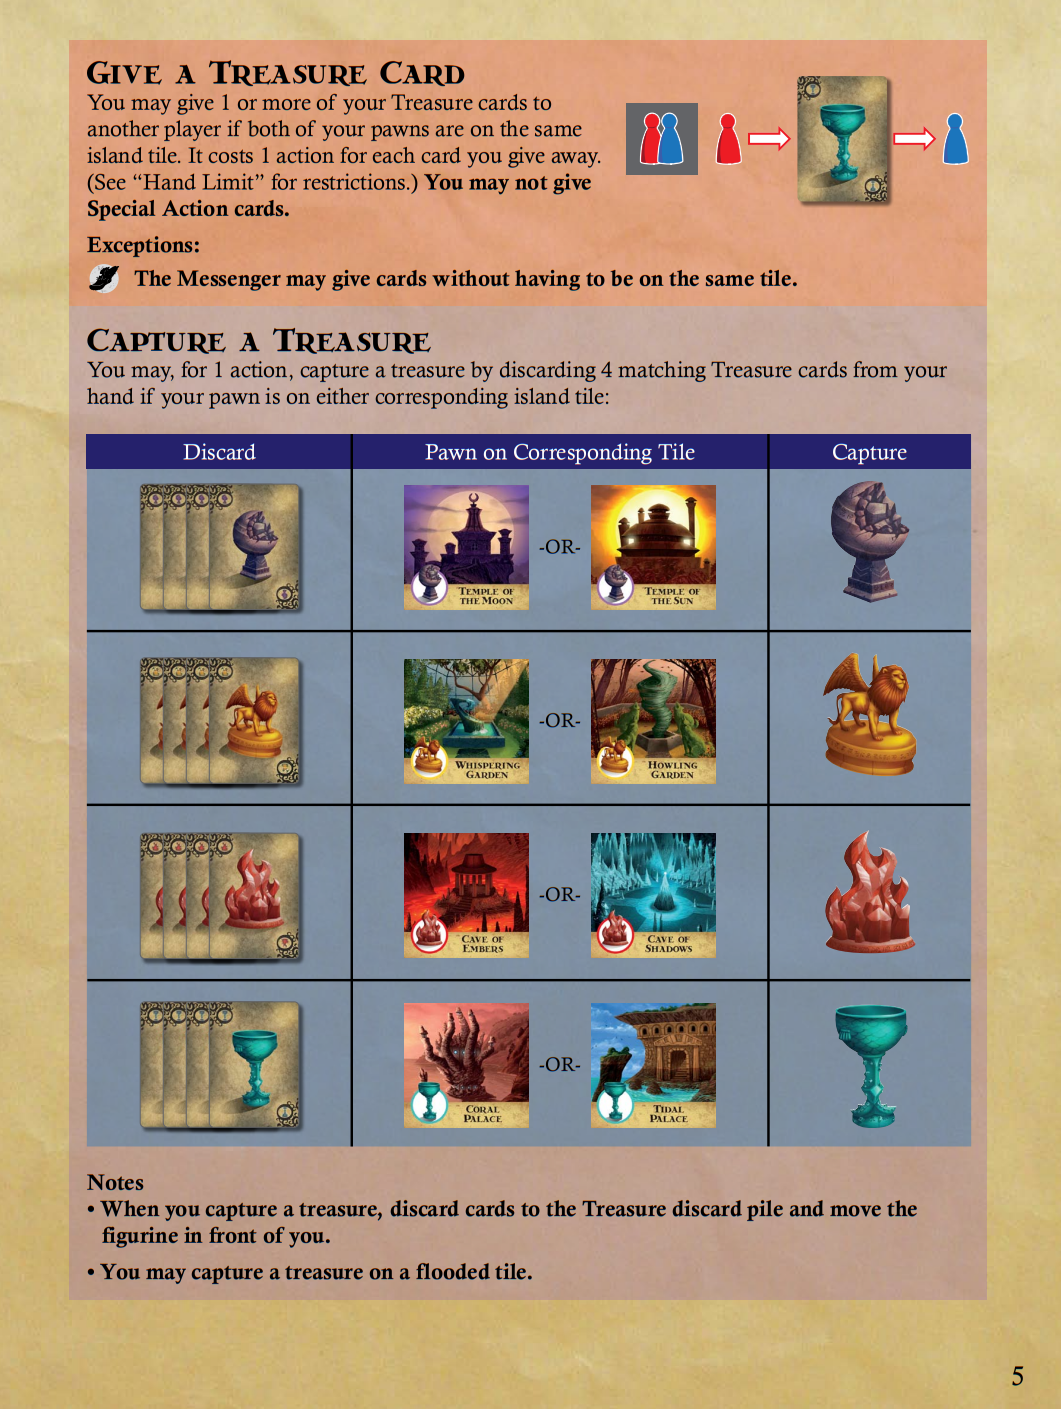 Give a Treasure Card
You may give 1 or more of your Treasure cards to
another player if both of your pawns are on the same
island tile. It costs 1 action for each card you give away.
(See “Hand Limit” for restrictions.) You may not give
Special Action cards.
Exceptions:
The Messenger may give cards without having to be on the same tile.
Capture a Treasure
You may, for 1 action, capture a treasure by discarding 4 matching Treasure cards from your
hand if your pawn is on either corresponding island tile:
Discard Pawn on Corresponding Tile Capture
-OR-
Temple of
the Moon
Temple of
the Sun
-OR-
Whispering
Garden
Howling
Garden
-OR-
Cave of
Embers
Cave of
Shadows
-OR-
Coral
Palace
Tidal
Palace
Notes
• When you capture a treasure, discard cards to the Treasure discard pile and move the
figurine in front of you.
• You may capture a treasure on a flooded tile.
5